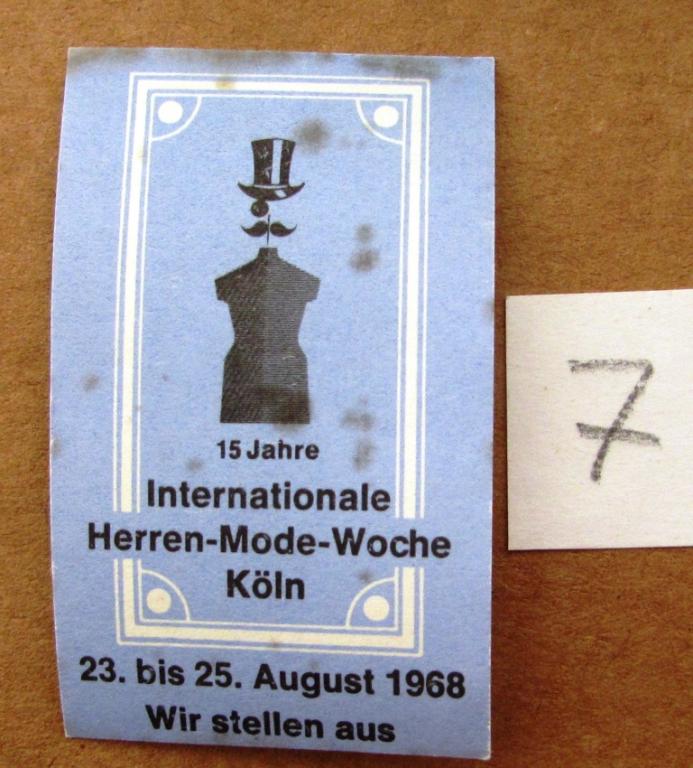 15 Jahre
Internationale
Herren-Mode-Woche
Köln
23. bis 25. August 1968
Wir stellen aus
7